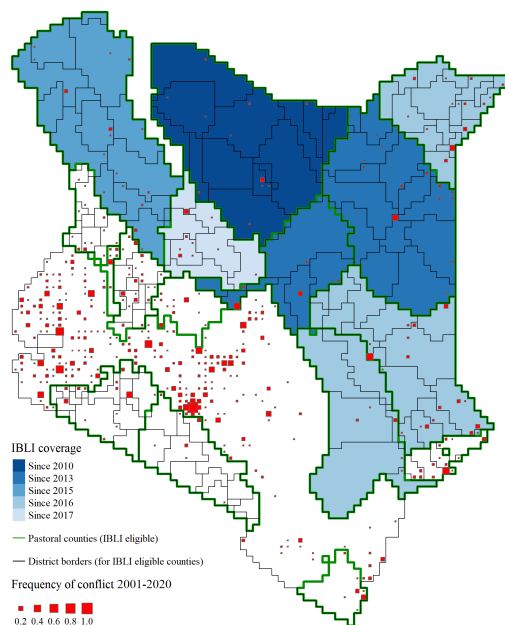 IBLI coverage
Since 2010
Since 2013
Since 2015
Since 2016
Since 2017
Pastoral counties (IBLI eligible)
District borders (for IBLI eligible counties)
Frequency of conflict 2001-2020
0.2 0.4 0.6 0.8 1.0